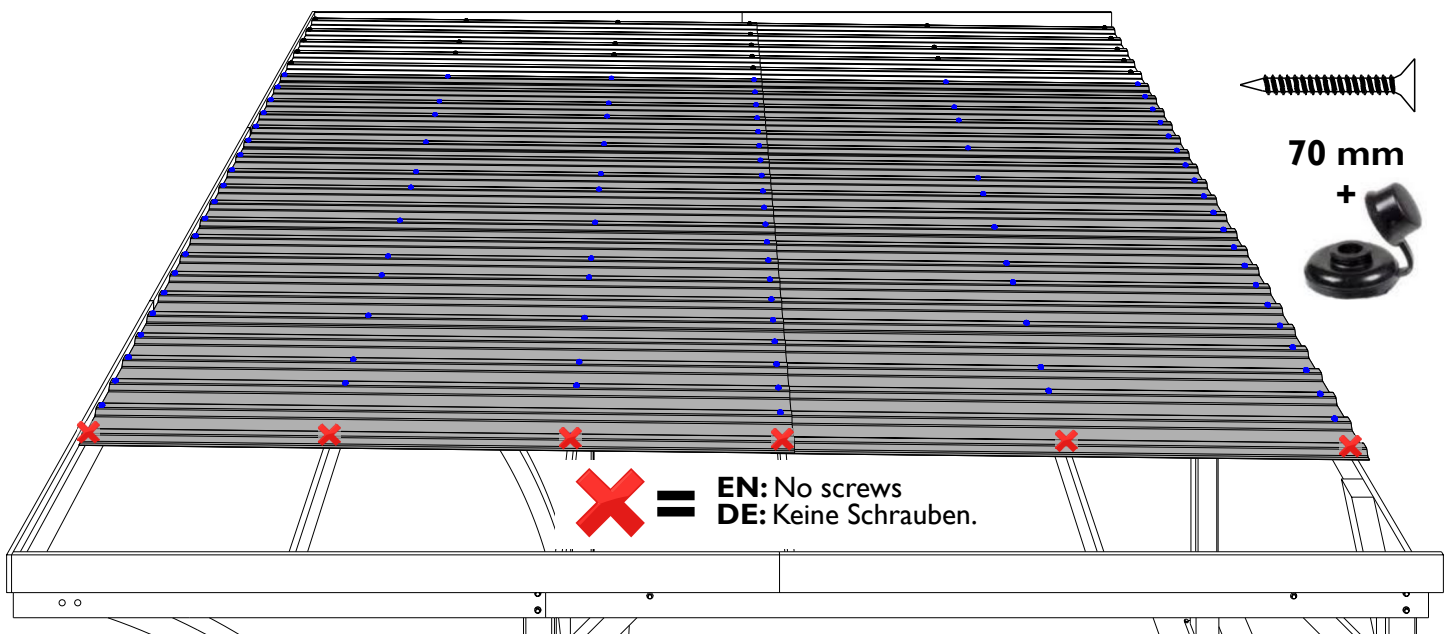 70 mm
+
= EN: No screws
DE: Keine Schrauben.